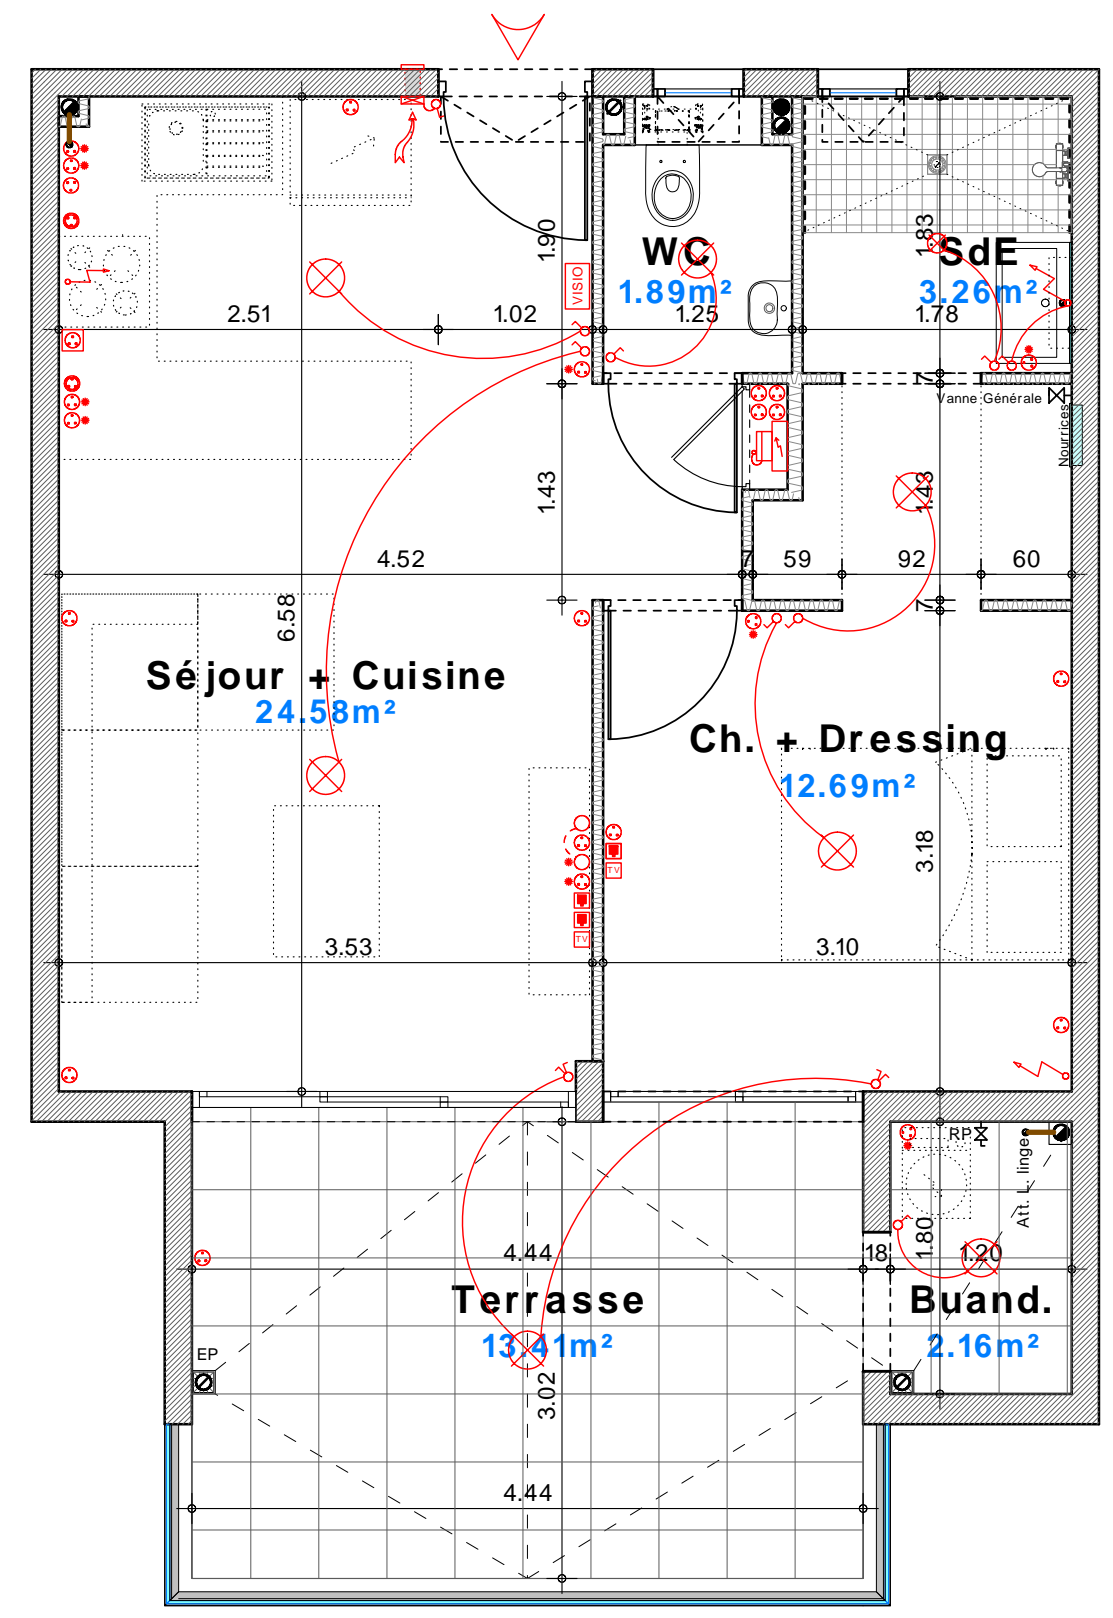 1.90
WC
1.89m²
1.83
SdE
3.26m²
VISIO
2.51
1.02
1.25
1.78
7
Vanne Générale
Nourrices
1.43
1.43
4.52
7
59
92
60
7
6.58
Séjour + Cuisine
24.58m²
Ch. + Dressing
12.69m²
3.18
TV
TV
3.53
3.10
RP
Att. L. linge
1.80
4.44
18
1.20
Terrasse
13.41m²
Buand.
2.16m²
EP
3.02
4.44